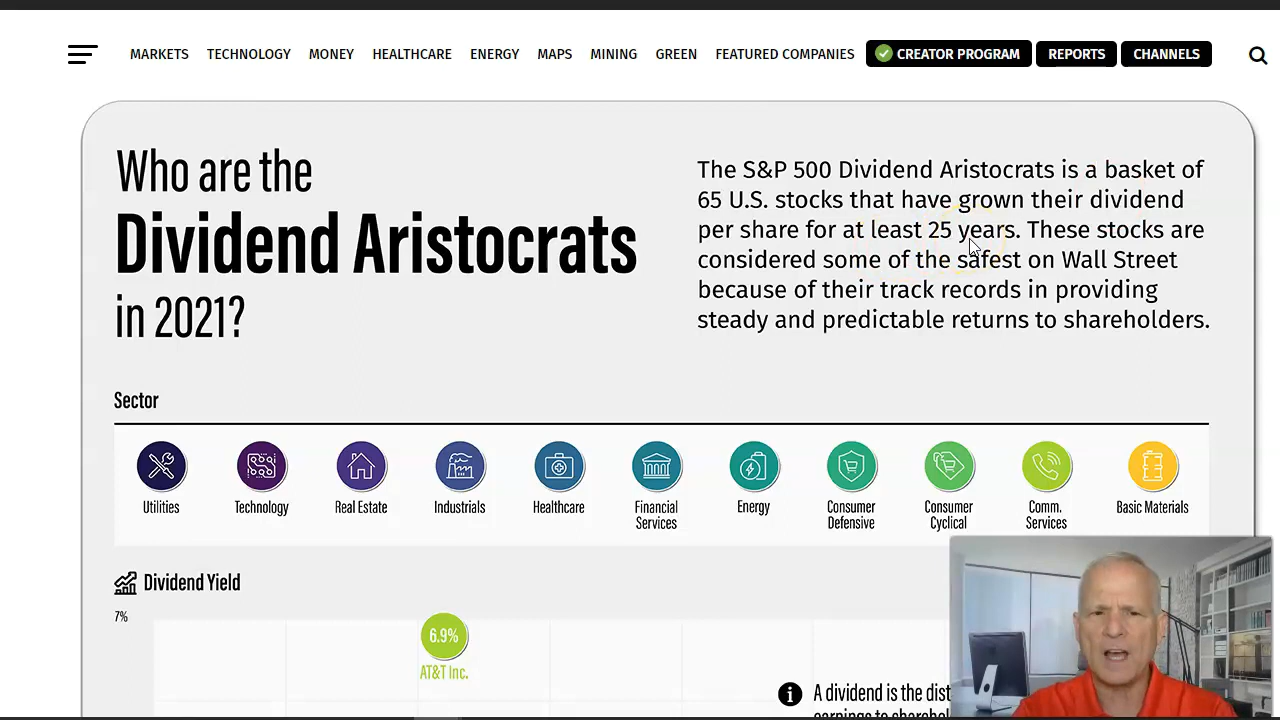 MARKETS TECHNOLOGY MONEY HEALTHCARE ENERGY MAPS MINING GREEN FEATURED COMPANIES CREATOR PROGRAM REPORTS CHANNELS
Who are the
Dividend Aristocrats
in 2021?
The S&P 500 Dividend Aristocrats is a basket of
65 U.S. stocks that have grown their dividend
per share for at least 25 years. These stocks are
considered some of the safest on Wall Street
because of their track records in providing
steady and predictable returns to shareholders.
Sector
Utilities
Technology
Real Estate
Industrials
Healthcare
Financial
Services
Energy
Consumer
Defensive
Consumer
Cyclical
Comm.
Services
Basic Materials
Dividend Yield
7%
6.9%
AT&T Inc.
A dividend is the dist
earnings to sharehol